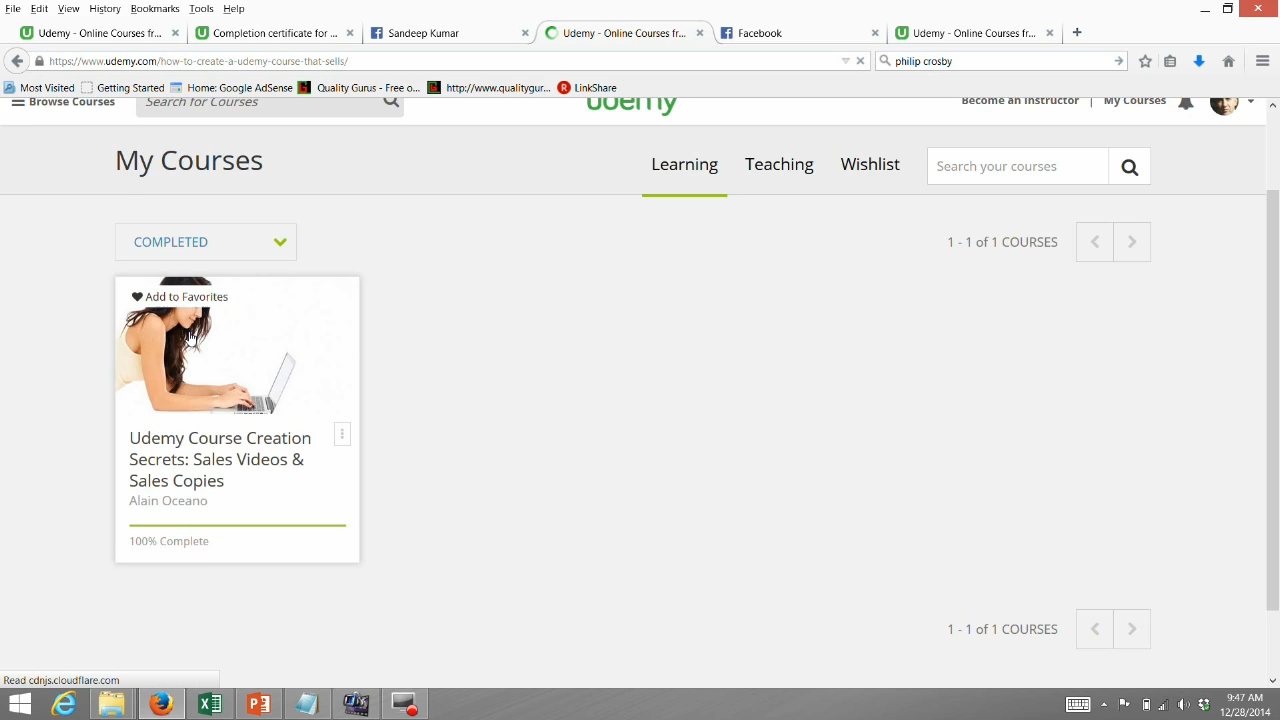 File Edit View History Bookmarks Tools Help
Udemy - Online Courses fr... Completion certificate for ... Sandeep Kumar Udemy - Online Courses fr... Facebook Udemy - Online Courses fr...
https://www.udemy.com/how-to-create-a-udemy-course-that-sells/ philip crosby
Most Visited Getting Started Home: Google AdSense Quality Gurus - Free o... http://www.qualitygur... LinkShare
Browse Courses Search for Courses udemy Become an Instructor | My Courses
My Courses Learning Teaching Wishlist Search your courses
COMPLETED 1 - 1 of 1 COURSES
Add to Favorites
Udemy Course Creation
Secrets: Sales Videos &
Sales Copies
Alain Oceano
100% Complete
1 - 1 of 1 COURSES
Read cdnjs.cloudflare.com
9:47 AM
12/28/2014